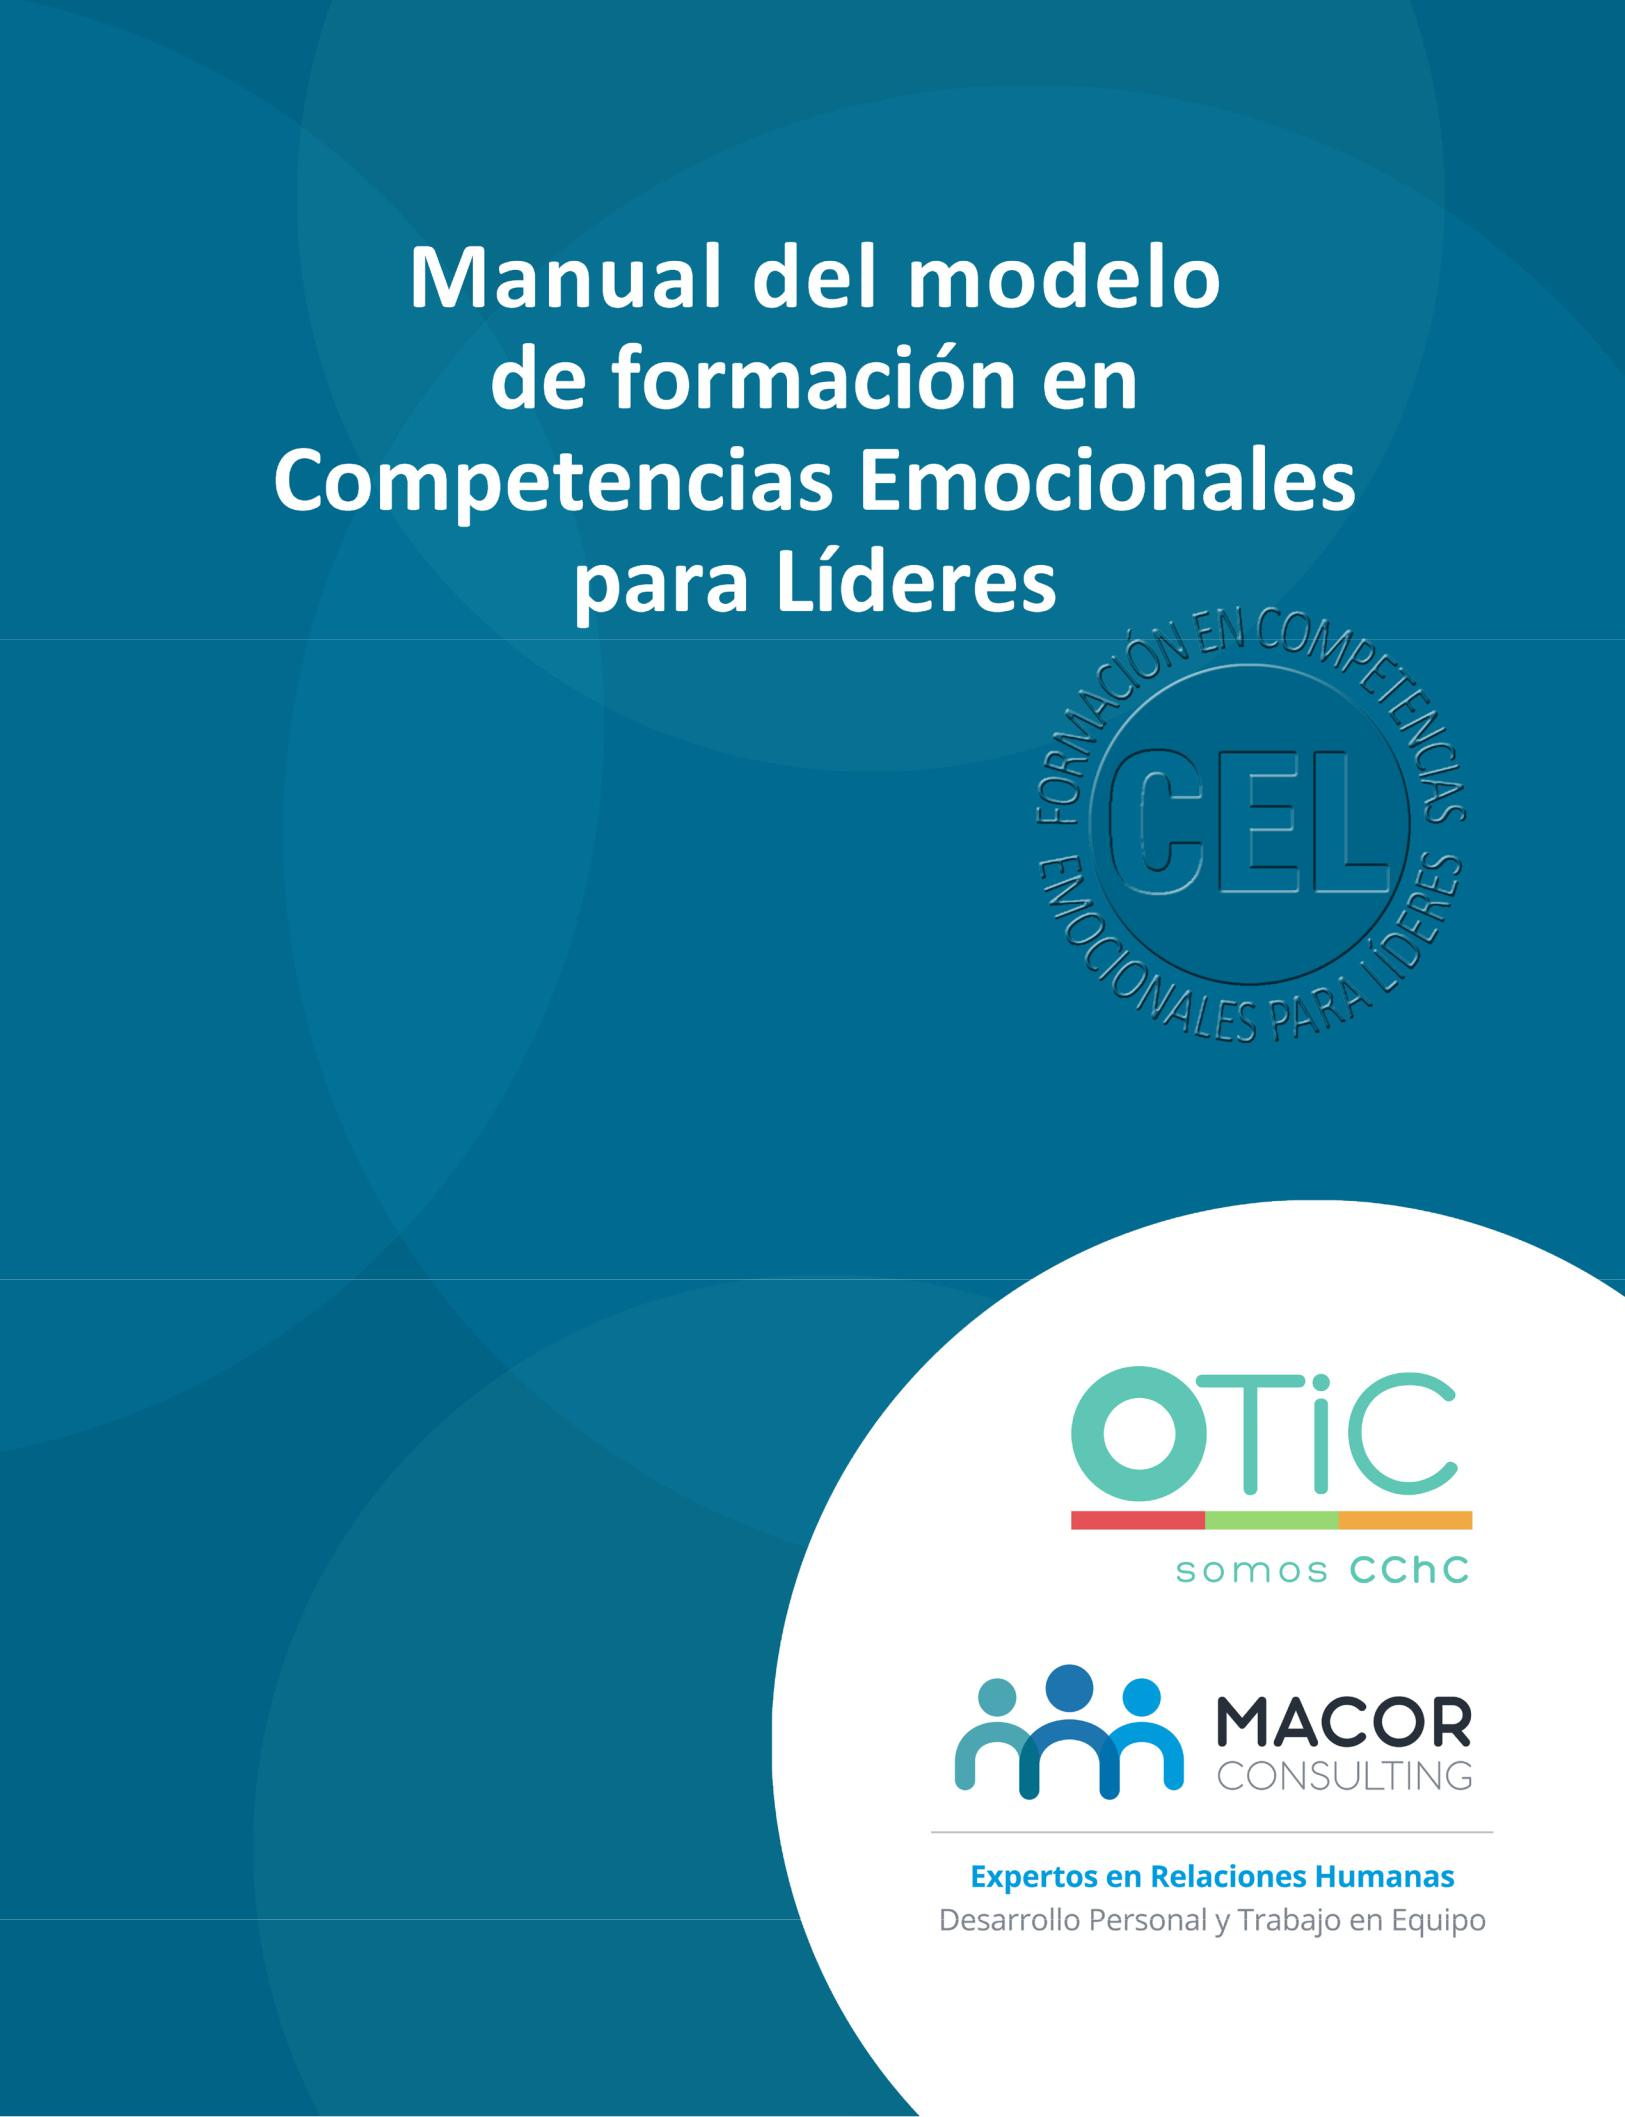 Manual del modelo
de formación en
Competencias Emocionales
para Líderes
FORMACIÓN EN COMPETENCIAS
CEL
EMOCIONALES PARA LÍDERES
OTiC
somos CChC
MACOR
CONSULTING
Expertos en Relaciones Humanas
Desarrollo Personal y Trabajo en Equipo